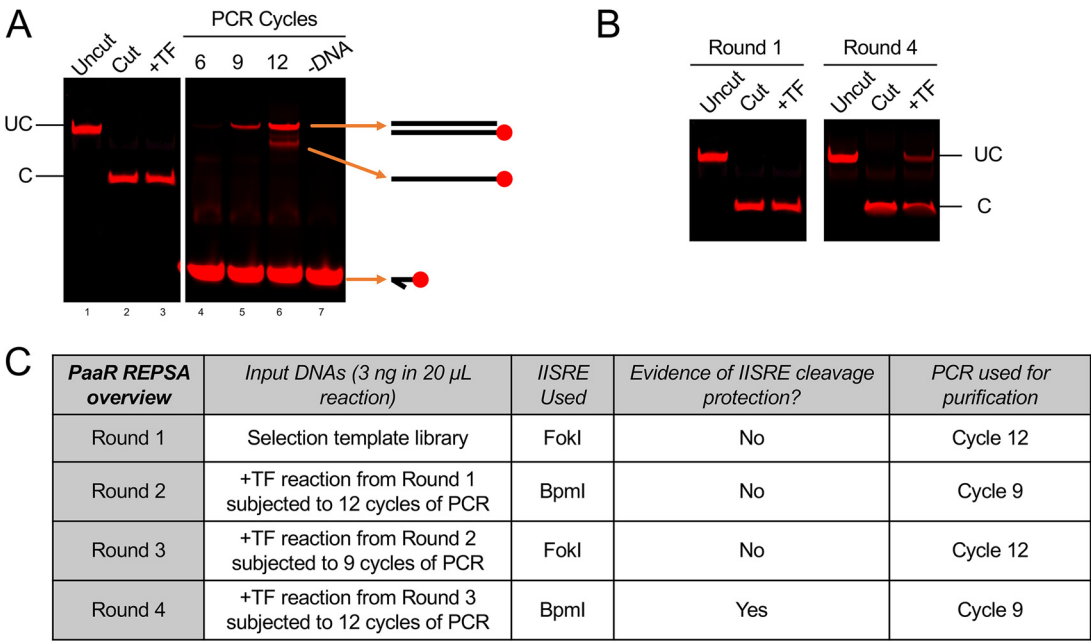 A
PCR Cycles
Uncut
Cut
+TF
6
9
12
-DNA
UC
C
1
2
3
4
5
6
7
B
Round 1
Round 4
Uncut
Cut
+TF
Uncut
Cut
+TF
UC
C
C
PaaR REPSA overview
Input DNAs (3 ng in 20 µL reaction)
IISRE Used
Evidence of IISRE cleavage protection?
PCR used for purification
Round 1
Selection template library
FokI
No
Cycle 12
Round 2
+TF reaction from Round 1
subjected to 12 cycles of PCR
BpmI
No
Cycle 9
Round 3
+TF reaction from Round 2
subjected to 9 cycles of PCR
FokI
No
Cycle 12
Round 4
+TF reaction from Round 3
subjected to 12 cycles of PCR
BpmI
Yes
Cycle 9